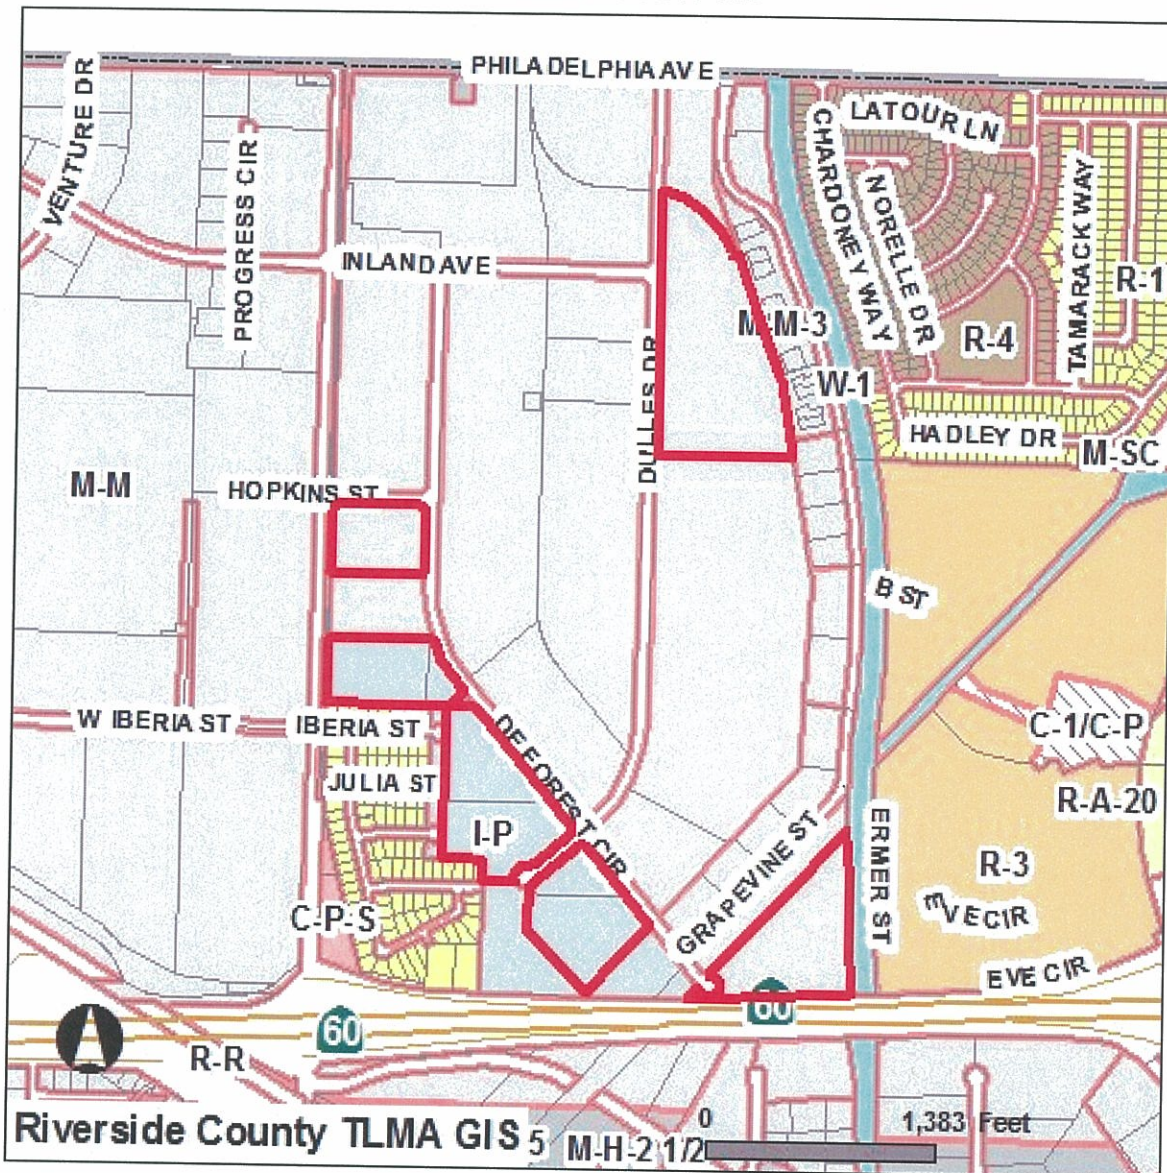 PHILADELPHIA AVE
VENTURE DR
PROGRESS CIR
LATOUR LN
CHARDONEY WAY
NORELLE DR
TAMARACK WAY
R-1
INLAND AVE
M-M-3
R-4
W-1
DULLES DR
HADLEY DR
M-SC
M-M
HOPKINS ST
B ST
W IBERIA ST
IBERIA ST
DE FOREST CIR
C-1/C-P
JULIA ST
R-A-20
I-P
GRAPEVINE ST
ERMER ST
R-3
C-P-S
EVE CIR
EVE CIR
60
60
R-R
0
1,383 Feet
Riverside County TLMA GIS
5
M-H-2 1/2